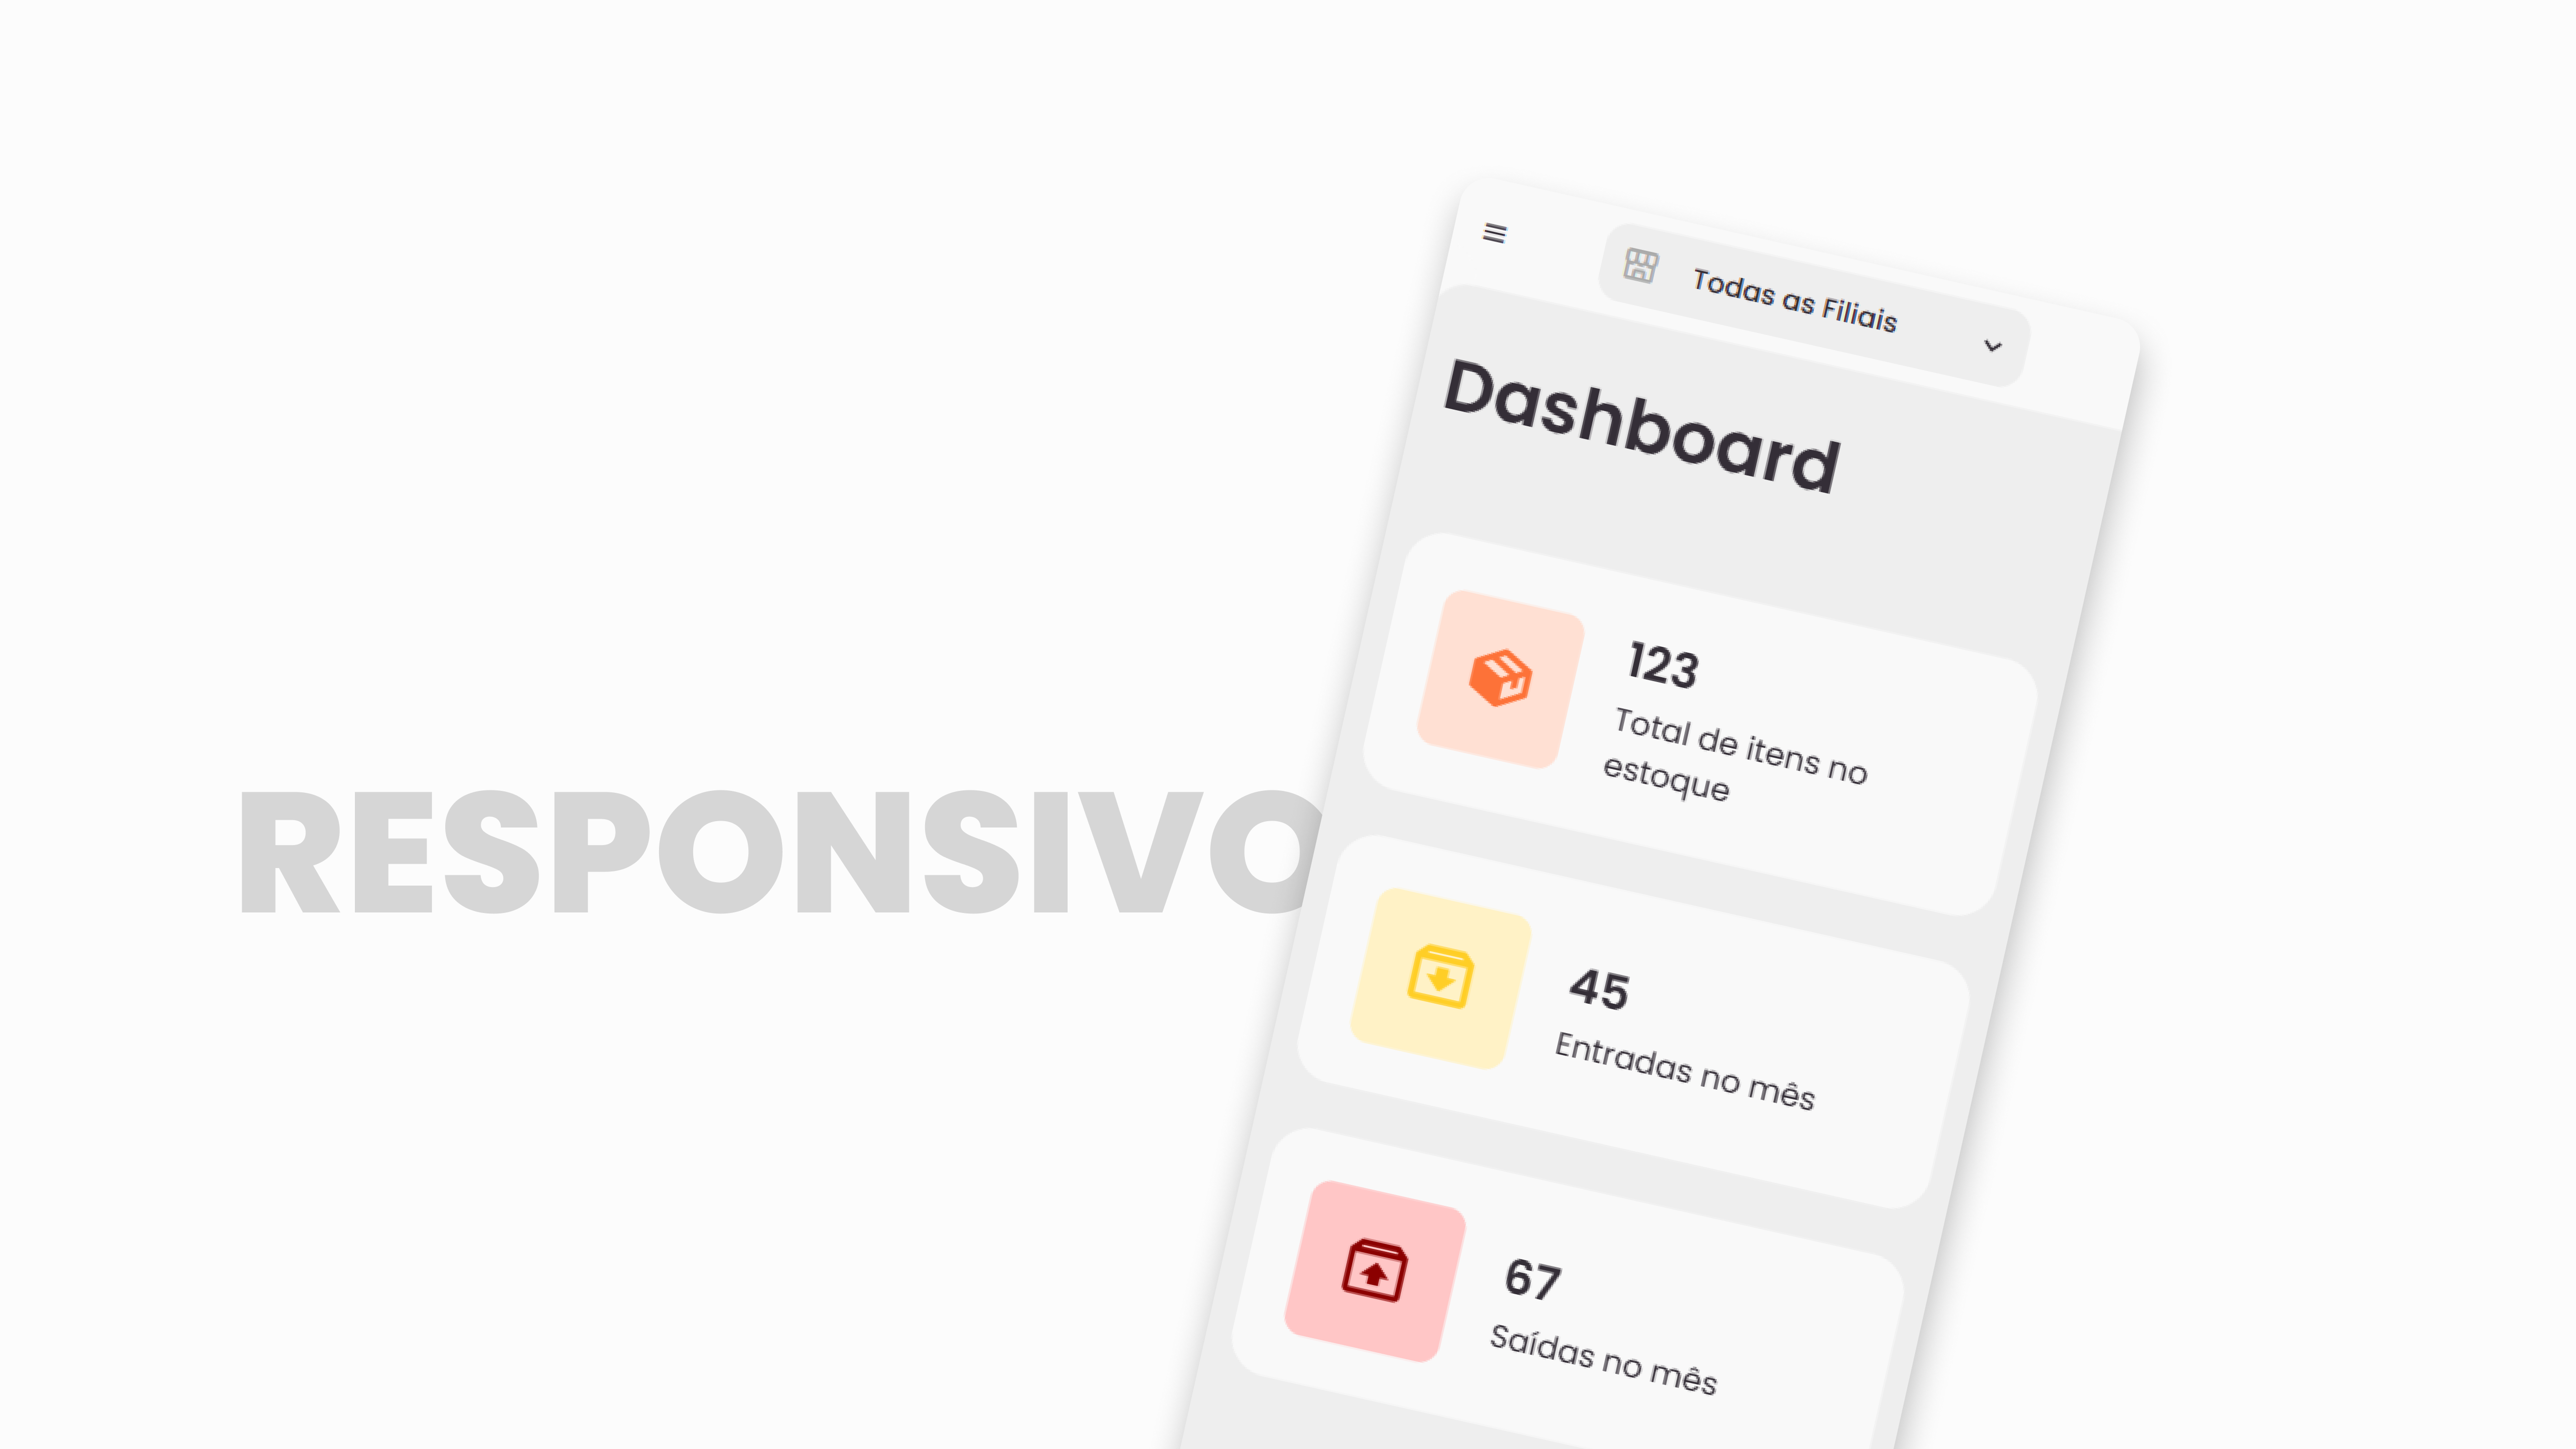 RESPONSIVO
Todas as Filiais
Dashboard
123
Total de itens no
estoque
45
Entradas no mês
67
Saídas no mês